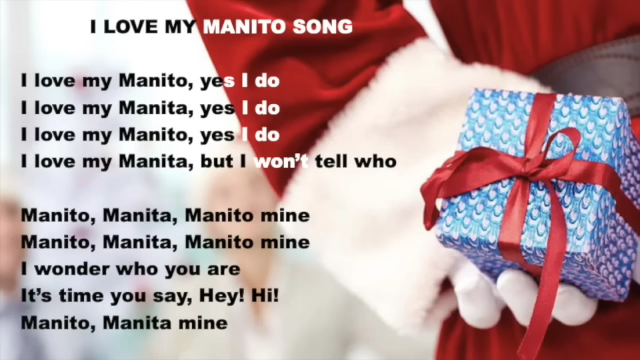 I LOVE MY MANITO SONG
I love my Manito, yes I do
I love my Manita, yes I do
I love my Manito, yes I do
I love my Manita, but I won't tell who
Manito, Manita, Manito mine
Manito, Manita, Manito mine
I wonder who you are
It's time you say, Hey! Hi!
Manito, Manita mine